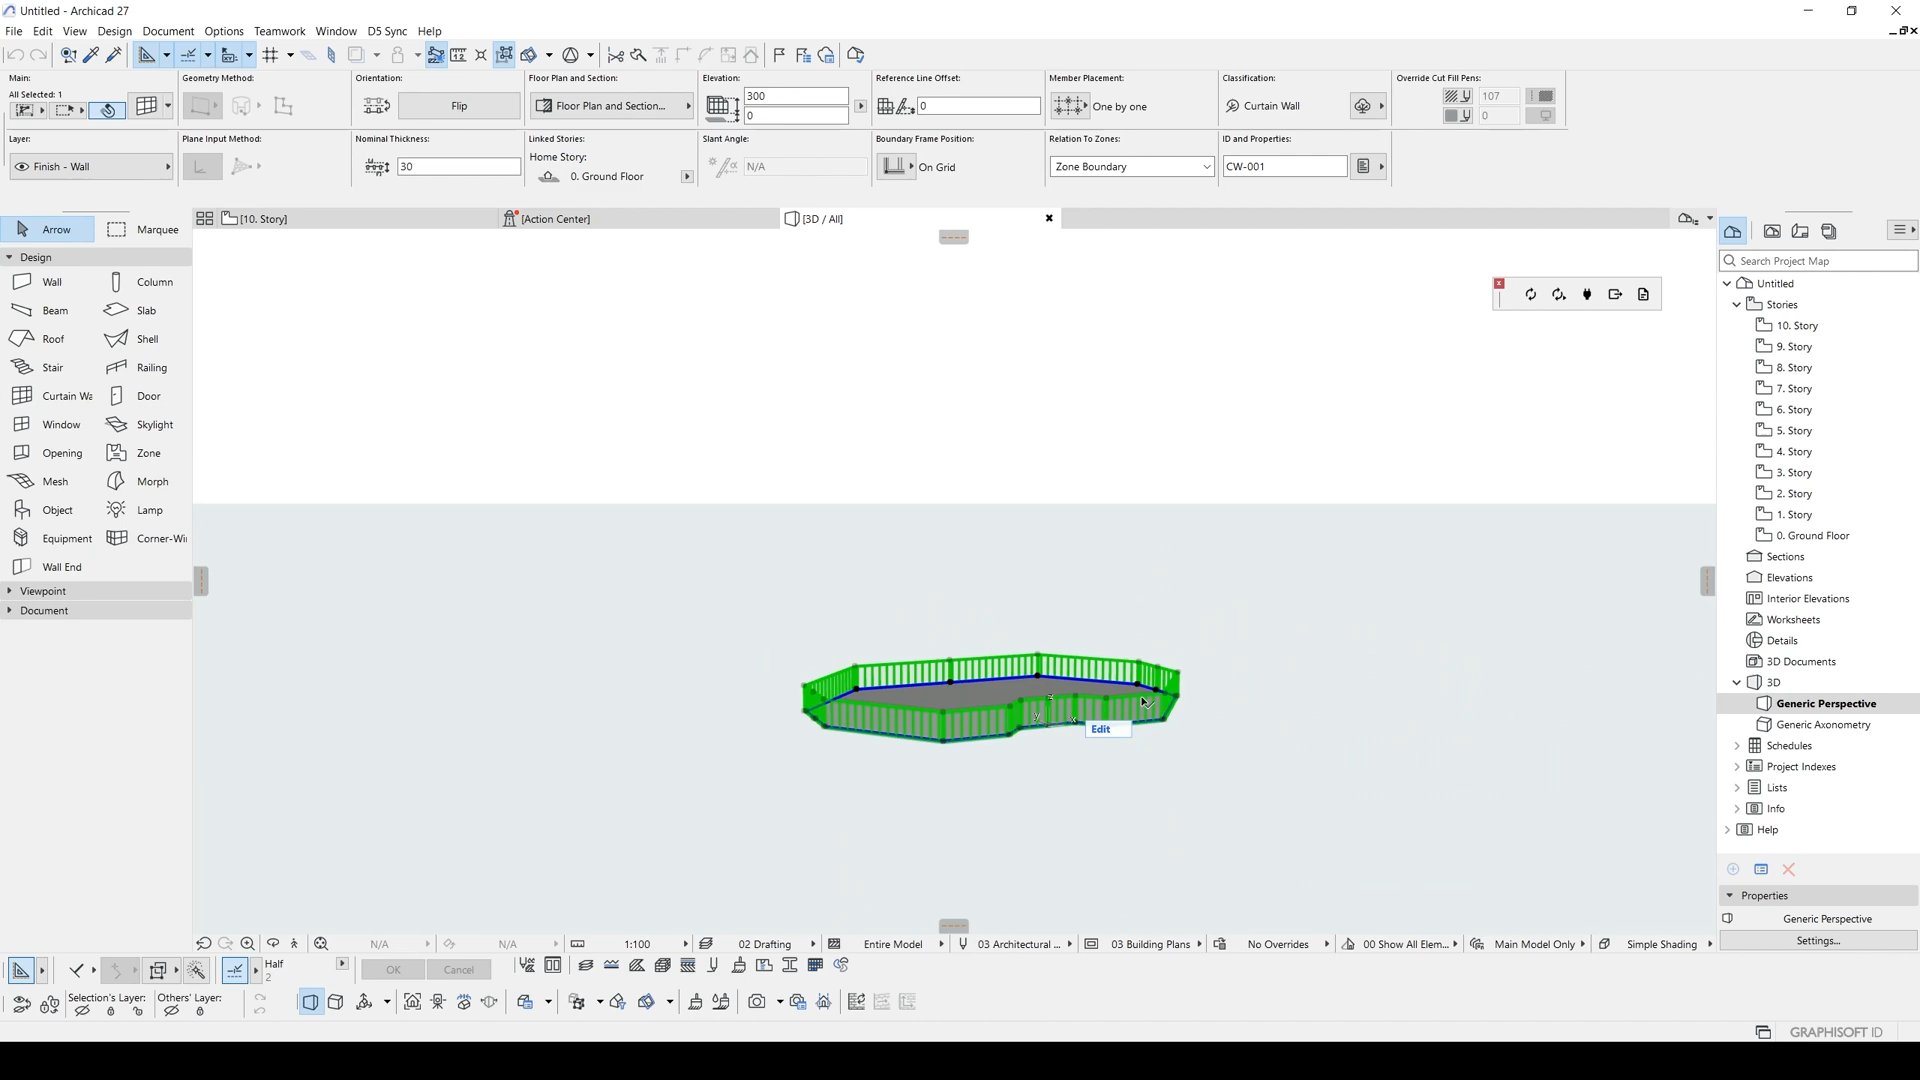 Untitled - Archicad 27
File Edit View Design Document Options Teamwork Window D5 Sync Help
Main: Geometry Method: Orientation: Floor Plan and Section: Elevation: Reference Line Offset: Member Placement: Classification: Override Cut Fill Pens:
All Selected: 1
Flip Floor Plan and Section... 300 0 0 One by one Curtain Wall 107 0
Layer: Plane Input Method: Nominal Thickness: Linked Stories: Slant Angle: Boundary Frame Position: Relation To Zones: ID and Properties:
Home Story:
Finish - Wall 30 0. Ground Floor N/A On Grid Zone Boundary CW-001
[10. Story] [Action Center] [3D / All]
Arrow Marquee
Design
Wall Column
Beam Slab
Roof Shell
Stair Railing
Curtain Wa Door
Window Skylight
Opening Zone
Mesh Morph
Object Lamp
Equipment Corner-Wi
Wall End
Viewpoint
Document
z
y x
Edit
Search Project Map
Untitled
Stories
10. Story
9. Story
8. Story
7. Story
6. Story
5. Story
4. Story
3. Story
2. Story
1. Story
0. Ground Floor
Sections
Elevations
Interior Elevations
Worksheets
Details
3D Documents
3D
Generic Perspective
Generic Axonometry
Schedules
Project Indexes
Lists
Info
Help
Properties
Generic Perspective
Settings...
N/A N/A 1:100 02 Drafting Entire Model 03 Architectural ... 03 Building Plans No Overrides 00 Show All Elem... Main Model Only Simple Shading
Half
2
OK Cancel
Selection's Layer: Others' Layer:
GRAPHISOFT ID